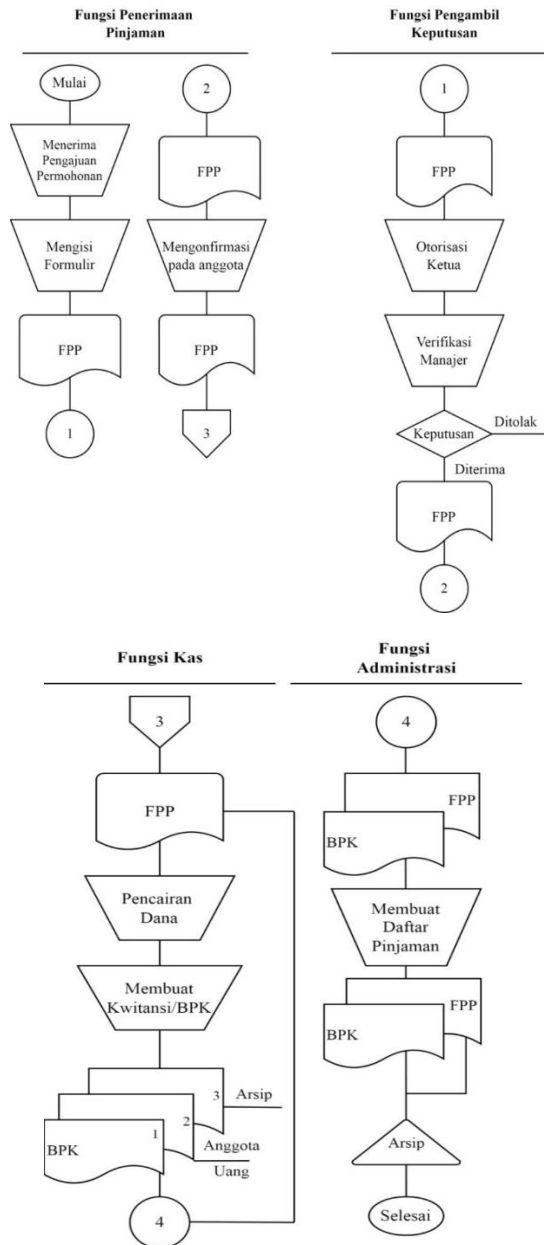 Fungsi Penerimaan
Pinjaman
Mulai
Menerima
Pengajuan
Permohonan
Mengisi
Formulir
FPP
1
2
FPP
Mengonfirmasi
pada anggota
FPP
3
Fungsi Pengambil
Keputusan
1
FPP
Otorisasi
Ketua
Verifikasi
Manajer
Keputusan
Ditolak
Diterima
FPP
2
Fungsi Kas
3
FPP
Pencairan
Dana
Membuat
Kwitansi/BPK
3
Arsip
2
Anggota
1
BPK
Uang
4
Fungsi
Administrasi
4
FPP
BPK
Membuat
Daftar
Pinjaman
FPP
BPK
Arsip
Selesai